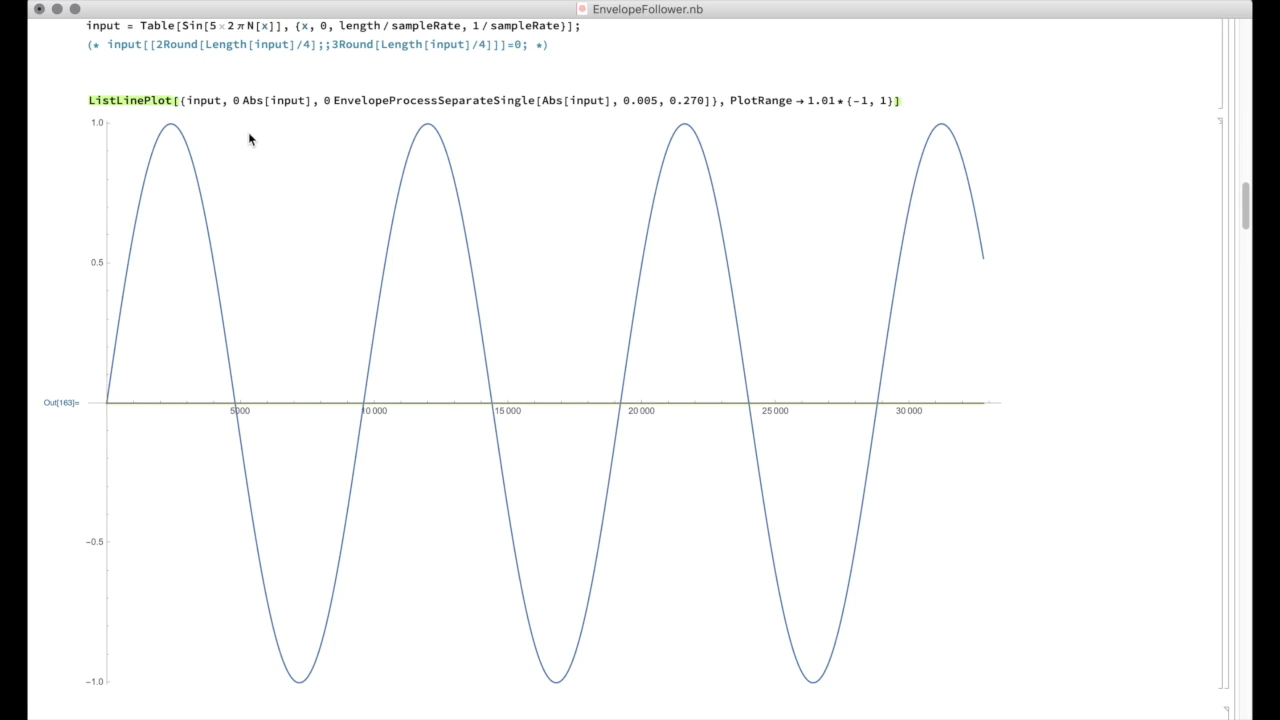 EnvelopeFollower.nb
input = Table[Sin[5×2 π N[x]], {x, 0, length / sampleRate, 1 / sampleRate}];
(* input[[2Round[Length[input]/4];;3Round[Length[input]/4]]]=0; *)
ListLinePlot[{input, 0 Abs[input], 0 EnvelopeProcessSeparateSingle[Abs[input], 0.005, 0.270]}, PlotRange → 1.01 * {-1, 1}]
1.0
0.5
Out[163]=
5000 10 000 15 000 20 000 25 000 30 000
-0.5
-1.0